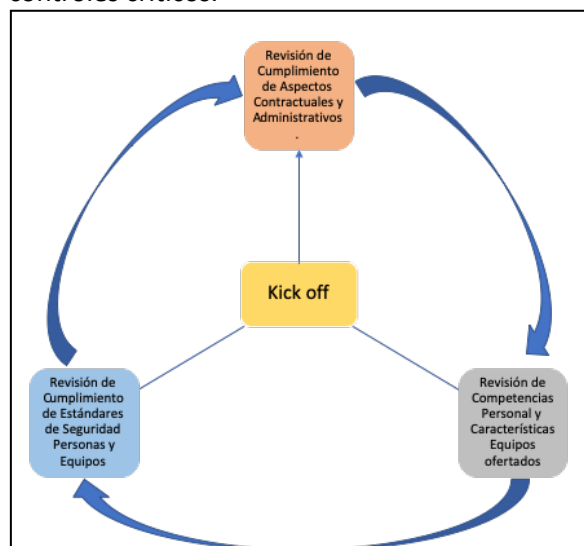 controles críticos.
Revisión de
Cumplimiento
de Aspectos
Contractuales y
Administrativos
.
Kick off
Revisión de
Cumplimiento
de Estándares
de Seguridad
Personas y
Equipos
Revisión de
Competencias
Personal y
Características
Equipos
ofertados